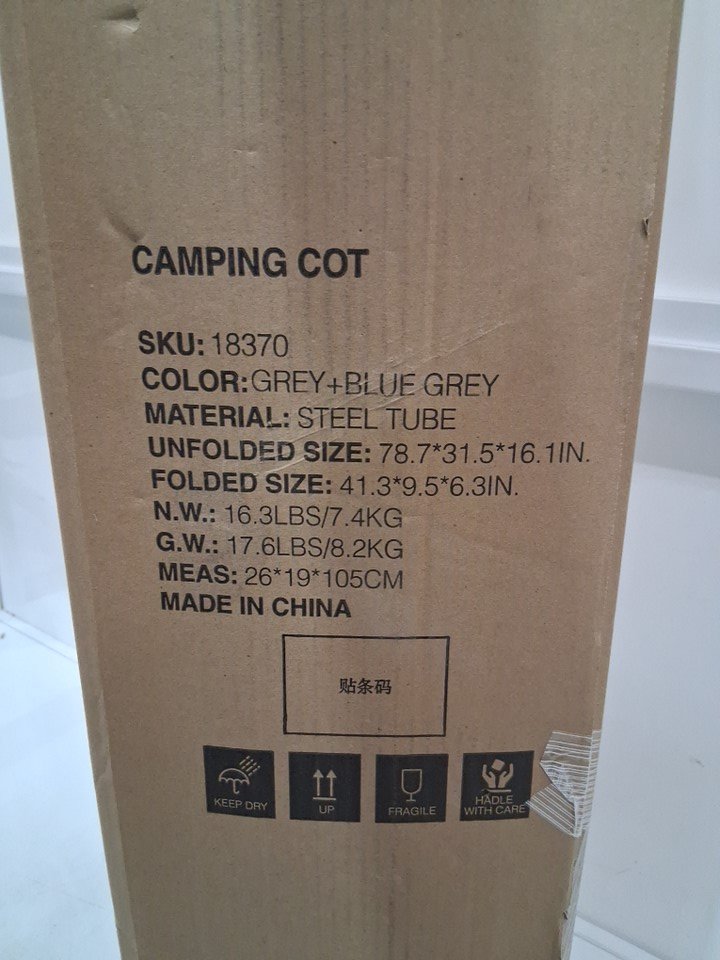 CAMPING COT
SKU: 18370
COLOR:GREY+BLUE GREY
MATERIAL: STEEL TUBE
UNFOLDED SIZE: 78.7*31.5*16.1IN.
FOLDED SIZE: 41.3*9.5*6.3IN.
N.W.: 16.3LBS/7.4KG
G.W.: 17.6LBS/8.2KG
MEAS: 26*19*105CM
MADE IN CHINA
贴条码
KEEP DRY
UP
FRAGILE
HADLE
WITH CARE